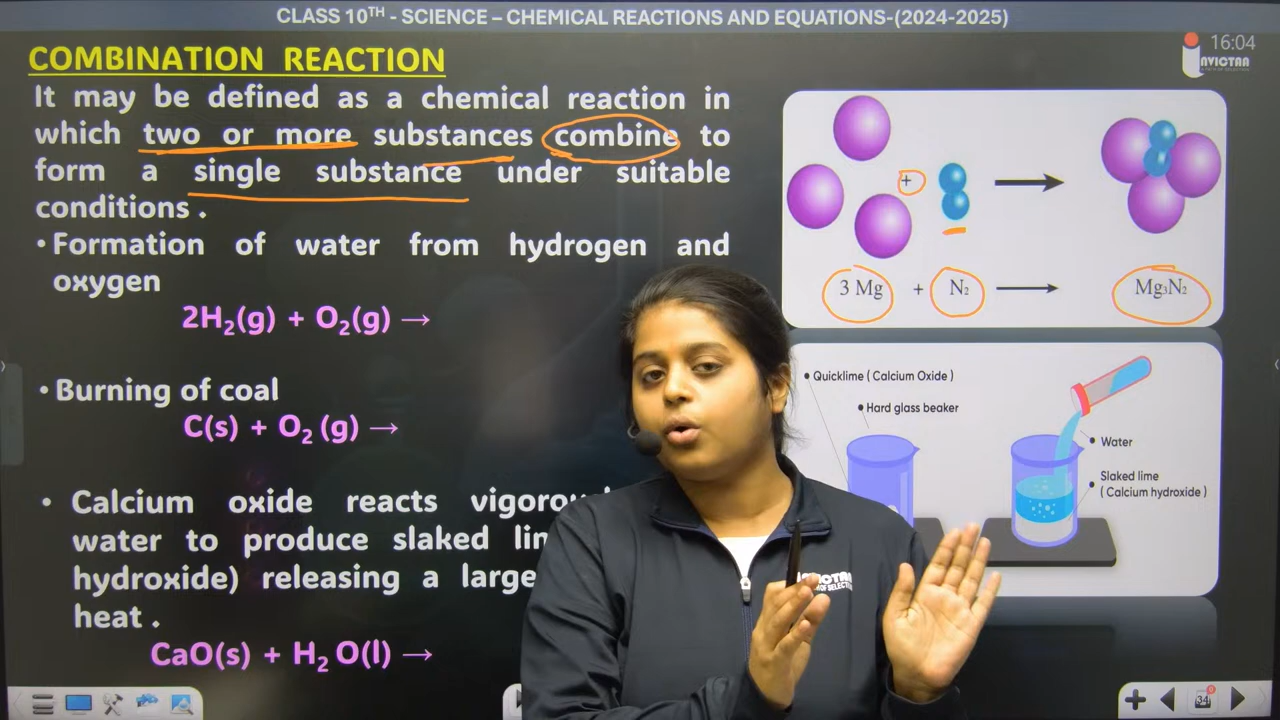 CLASS 10TH - SCIENCE – CHEMICAL REACTIONS AND EQUATIONS-(2024-2025)
16:04
INVICTAA
COMBINATION REACTION
It may be defined as a chemical reaction in
which two or more substances combine to
form a single substance under suitable
conditions .
• Formation of water from hydrogen and
oxygen
2H₂(g) + O₂(g) →
• Burning of coal
C(s) + O₂ (g) →
• Calcium oxide reacts
water to produce slaked
hydroxide) releasing a large
heat .
CaO(s) + H₂ O(l) →
+
3 Mg + N₂ → Mg₃N₂
• Quicklime ( Calcium Oxide )
• Hard glass beaker
• Water
• Slaked lime
( Calcium hydroxide )
34